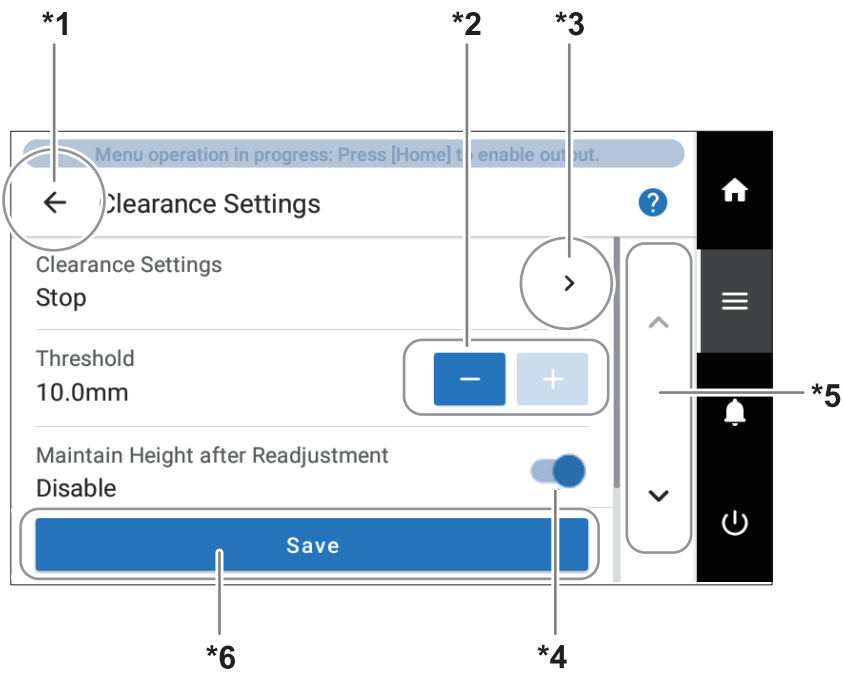 *1
*2
*3
Menu operation in progress: Press [Home] to enable output.
← Clearance Settings ?
Clearance Settings
Stop
Threshold
10.0mm
− +
*5
Maintain Height after Readjustment
Disable
Save
*6
*4